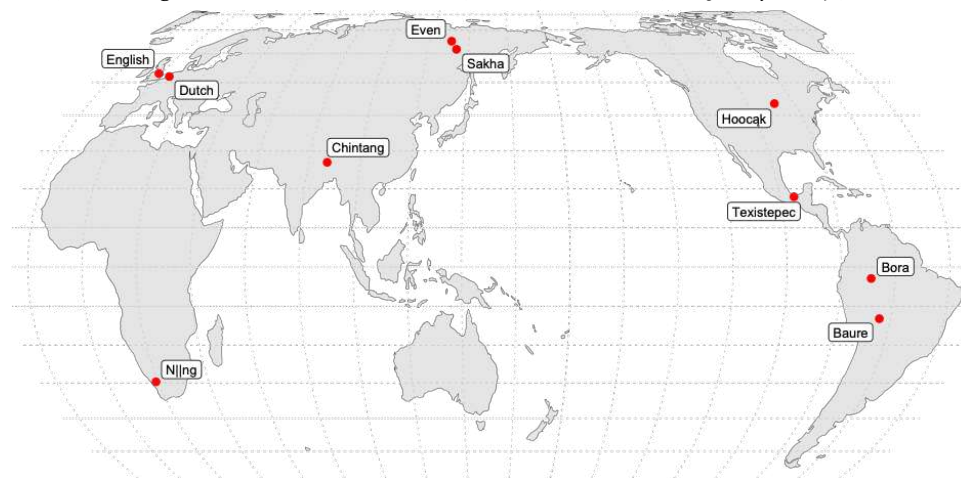 Even
English
Sakha
Dutch
Hoocąk
Chintang
Texistepec
Bora
Baure
N||ng